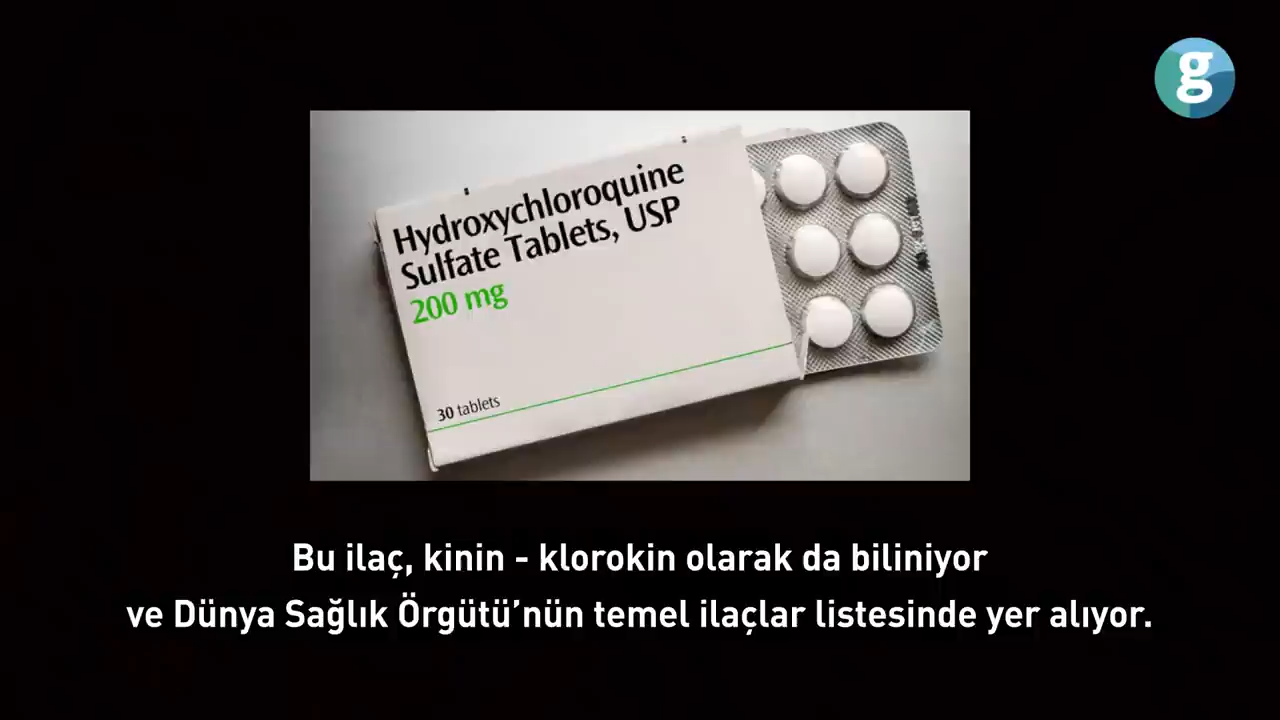 g
Hydroxychloroquine
Sulfate Tablets, USP
200 mg
30 tablets
Bu ilaç, kinin - klorokin olarak da biliniyor
ve Dünya Sağlık Örgütü’nün temel ilaçlar listesinde yer alıyor.